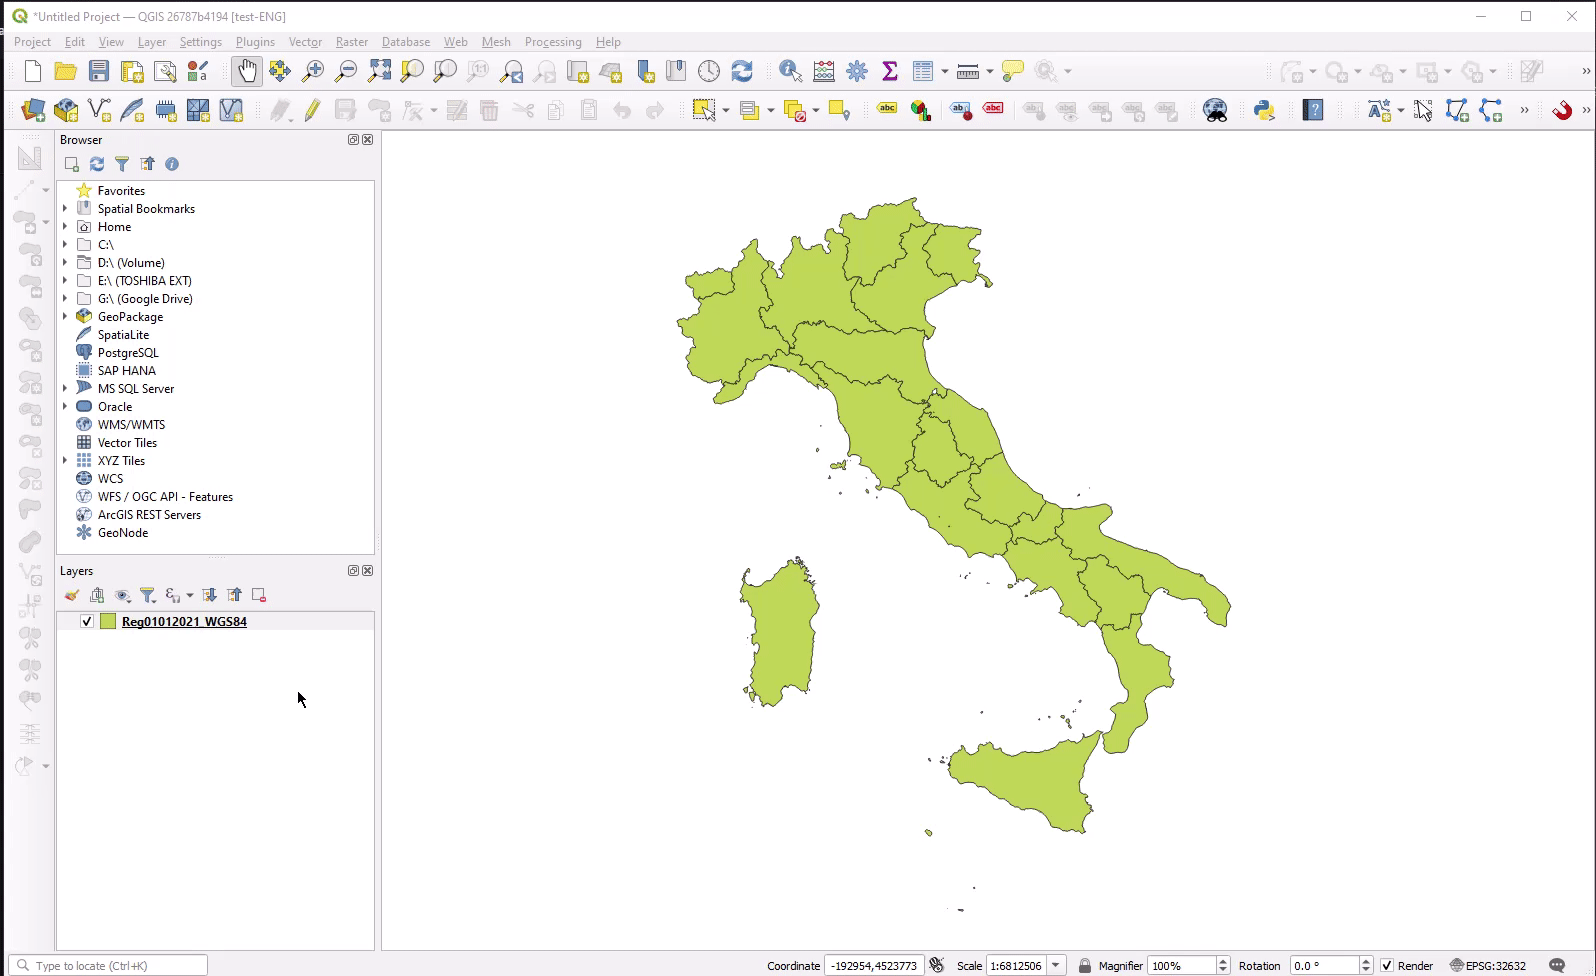 *Untitled Project — QGIS 26787b4194 [test-ENG]
Project Edit View Layer Settings Plugins Vector Raster Database Web Mesh Processing Help
Browser
Favorites
Spatial Bookmarks
Home
C:\
D:\ (Volume)
E:\ (TOSHIBA EXT)
G:\ (Google Drive)
GeoPackage
SpatiaLite
PostgreSQL
SAP HANA
MS SQL Server
Oracle
WMS/WMTS
Vector Tiles
XYZ Tiles
WCS
WFS / OGC API - Features
ArcGIS REST Servers
GeoNode
Layers
Reg01012021_WGS84
Type to locate (Ctrl+K)
Coordinate -192954,4523773 Scale 1:6812506 Magnifier 100% Rotation 0.0 ° Render EPSG:32632